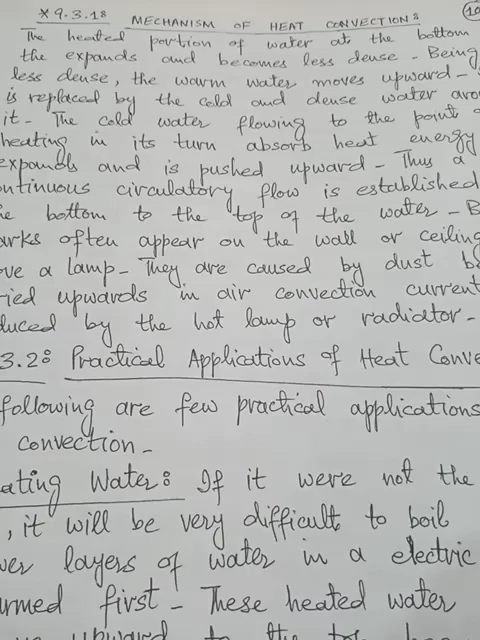 * 9.3.1: MECHANISM OF HEAT CONVECTION:
The heated portion of water at the bottom
the expands and becomes less dense - Being
less dense, the warm water moves upward -
is replaced by the cold and dense water aro
it - The cold water flowing to the point o
heating in its turn absorb heat energy
expands and is pushed upward - Thus a
ontinuous circulatory flow is established
e bottom to the top of the water - B
arks often appear on the wall or ceiling
ove a lamp - They are caused by dust b
ried upwards in air convection current
duced by the hot lamp or radiator -
3.2: Practical Applications of Heat Conve
following are few practical applications
convection -
ating Water: If it were not the
, it will be very difficult to boil
wer layers of water in a electric
armed first - These heated water
upward to the